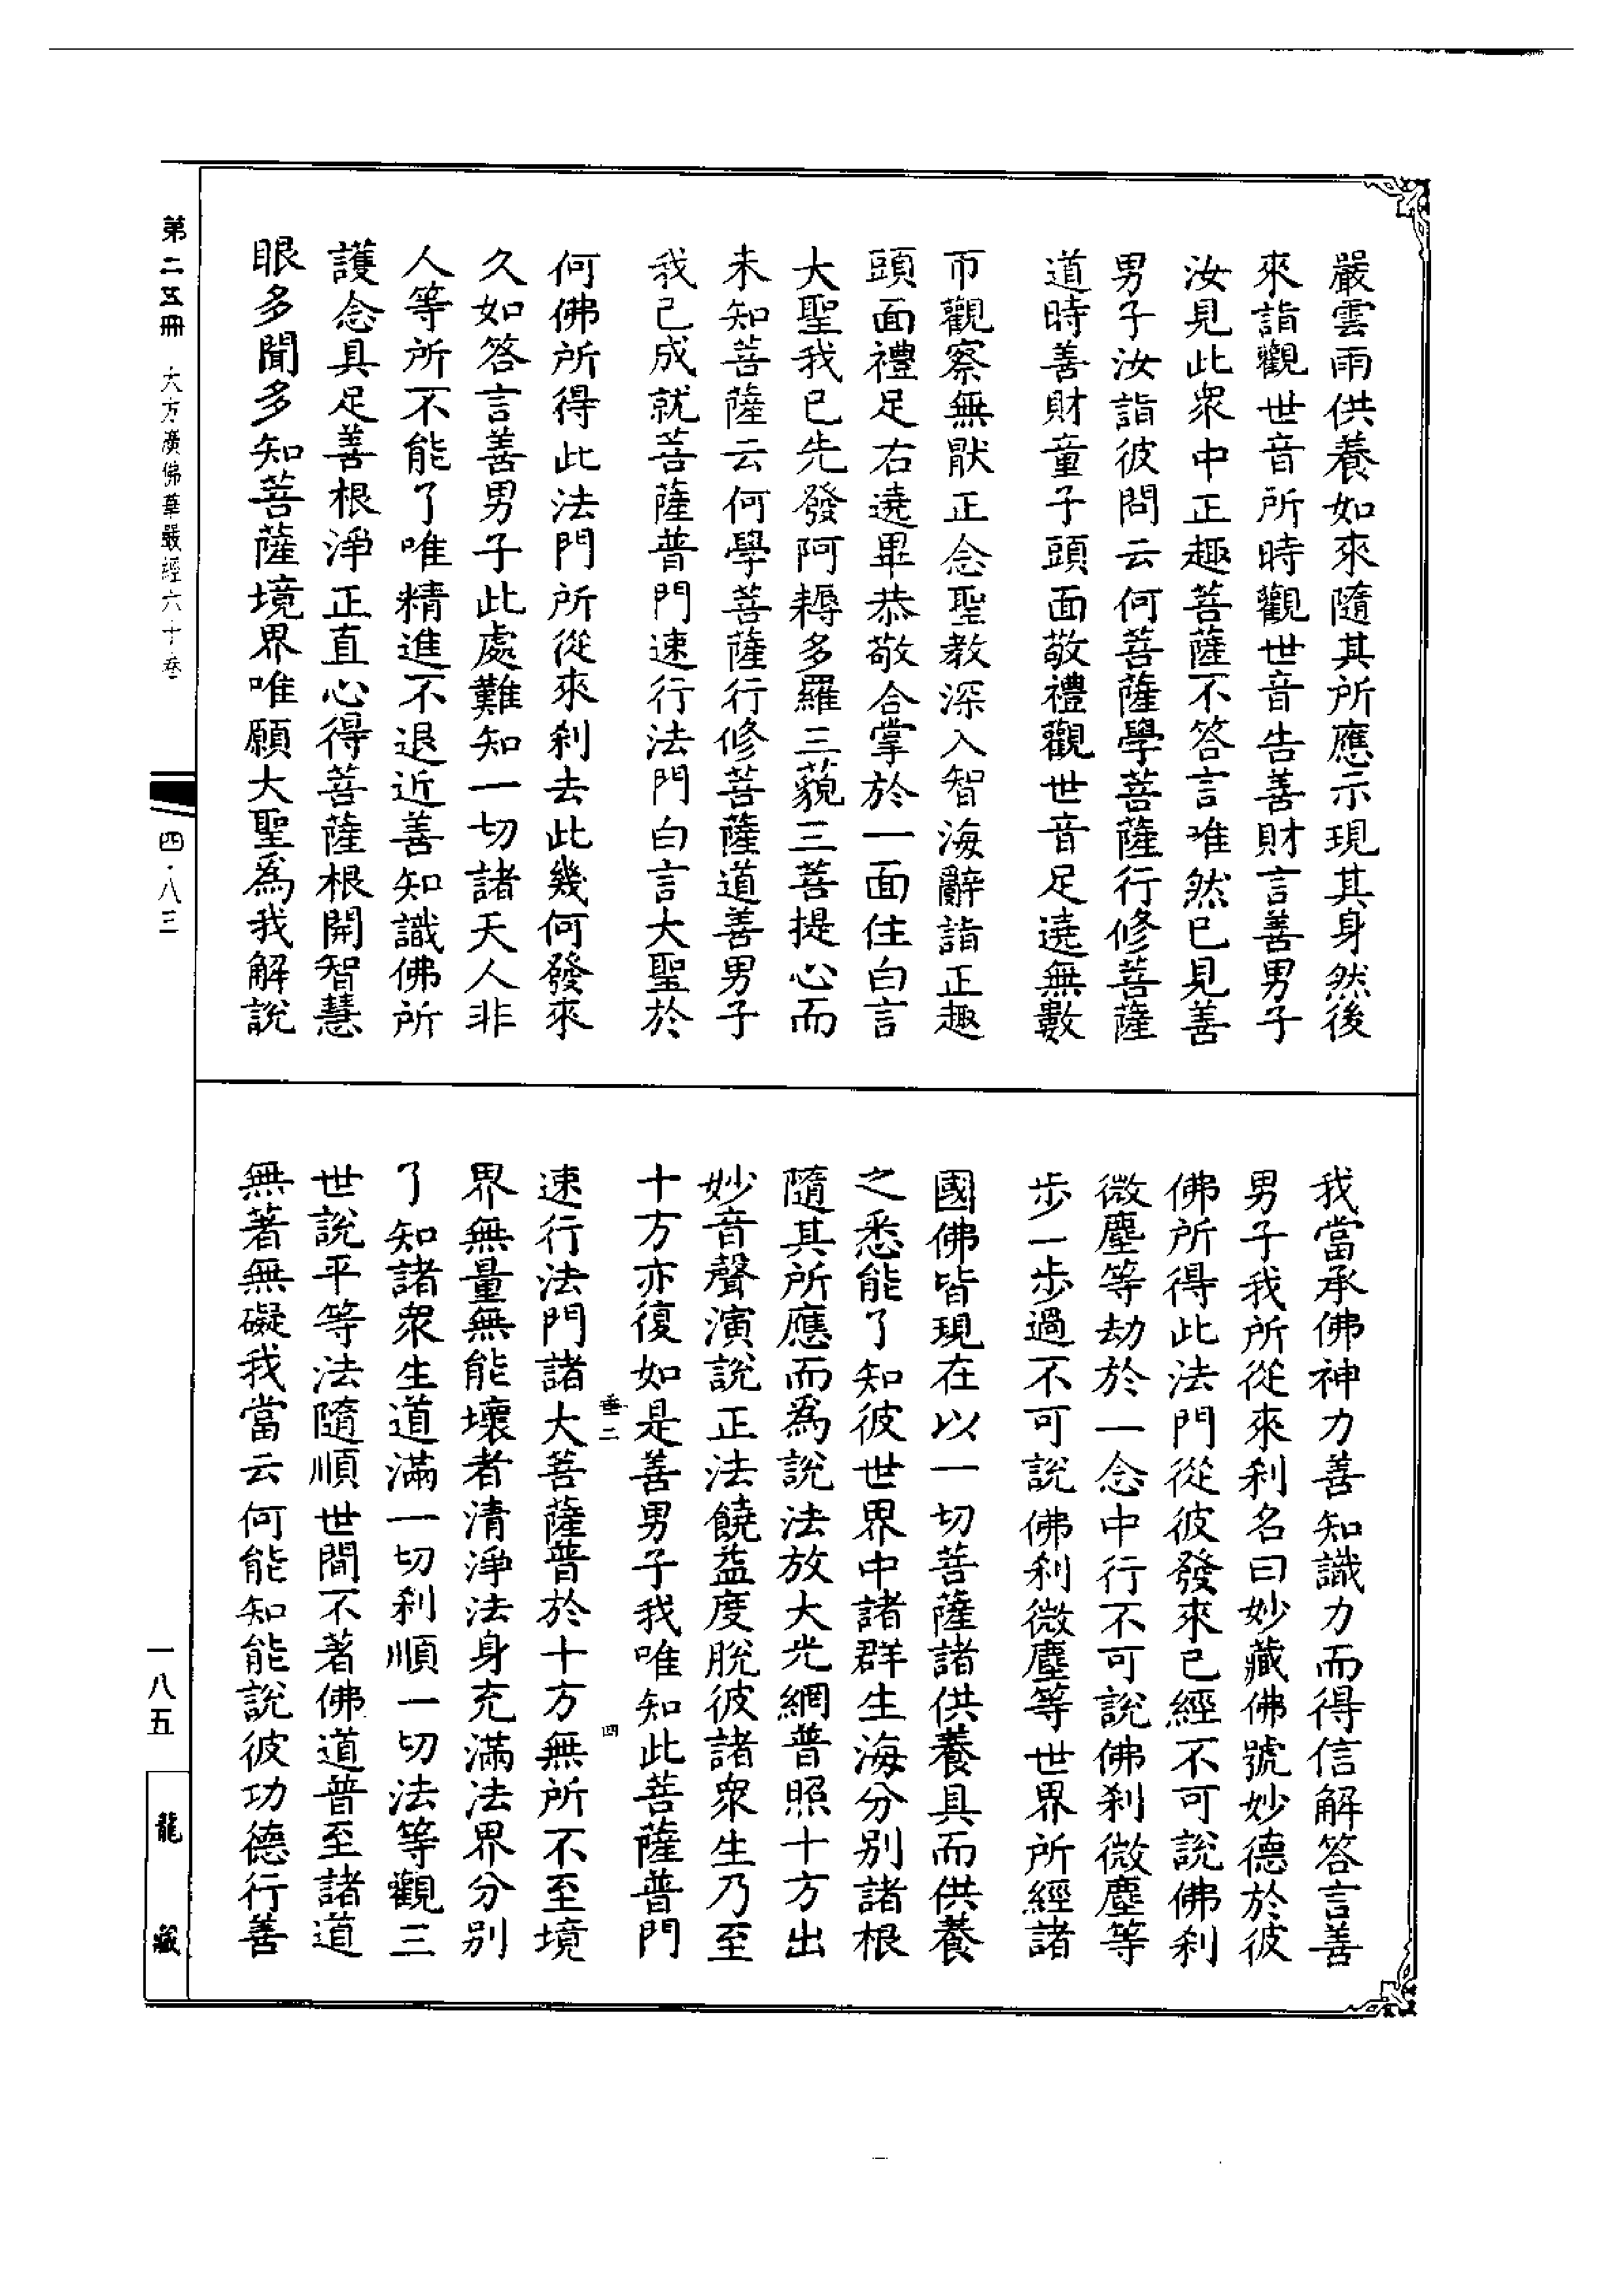 嚴雲雨供養如來隨其所應示現其身然後
來詣觀世音所時觀世音告善財言善男子
汝見此衆中正趣菩薩不答言唯然已見善
男子汝詣彼問云何菩薩學菩薩行修菩薩
道時善財童子頭面敬禮觀世音足遶無數
帀觀察無猒正念聖教深入智海辭詣正趣
頭面禮足右遶畢恭敬合掌於一面住白言
大聖我已先發阿耨多羅三藐三菩提心而
未知菩薩云何學菩薩行修菩薩道善男子
我已成就菩薩普門速行法門白言大聖於
何佛所得此法門所從來刹去此幾何發來
久如答言善男子此處難知一切諸天人非
人等所不能了唯精進不退近善知識佛所
護念具足善根淨正直心得菩薩根開智慧
眼多聞多知菩薩境界唯願大聖爲我解說
我當承佛神力善知識力而得信解答言善
男子我所從來刹名曰妙藏佛號妙德於彼
佛所得此法門從彼發來已經不可說佛刹
微塵等劫於一念中行不可說佛刹微塵等
步一步過不可說佛刹微塵等世界所經諸
國佛皆現在以一切菩薩諸供養具而供養
之悉能了知彼世界中諸群生海分別諸根
隨其所應而爲說法放大光網普照十方出
妙音聲演說正法饒益度脫彼諸衆生乃至
十方亦復如是善男子我唯知此菩薩普門
垂二 四
速行法門諸大菩薩普於十方無所不至境
界無量無能壞者清淨法身充滿法界分別
了知諸衆生道滿一切刹順一切法等觀三
世說平等法隨順世間不著佛道普至諸道
無著無礙我當云何能知能說彼功德行善
第二五冊 大方廣佛華嚴經六十卷
四·八三
一八五
龍藏